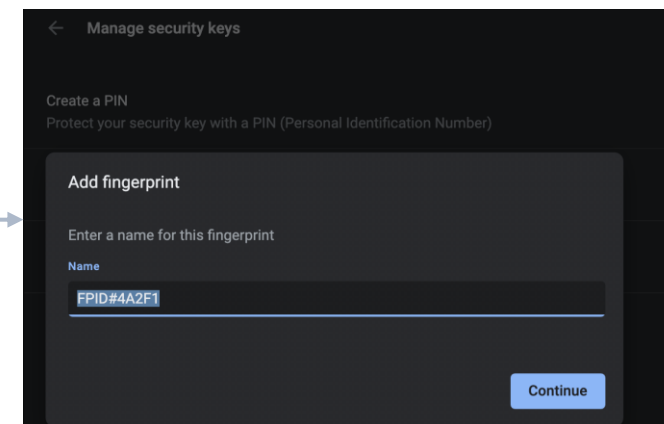 Manage security keys
Create a PIN
Protect your security key with a PIN (Personal Identification Number)
Add fingerprint
Enter a name for this fingerprint
Name
FPID#4A2F1
Continue